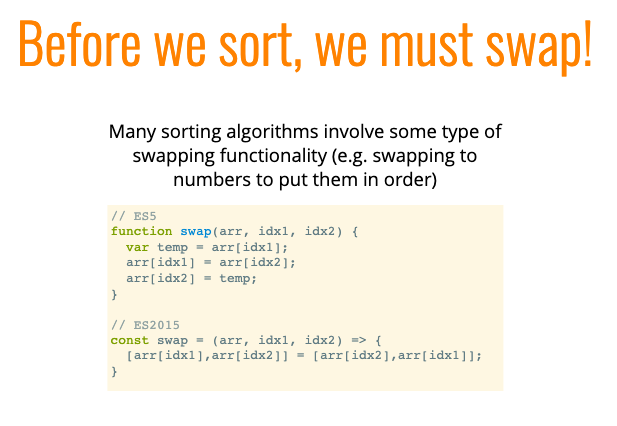 Before we sort, we must swap!
Many sorting algorithms involve some type of
swapping functionality (e.g. swapping to
numbers to put them in order)
// ES5
function swap(arr, idx1, idx2) {
  var temp = arr[idx1];
  arr[idx1] = arr[idx2];
  arr[idx2] = temp;
}
// ES2015
const swap = (arr, idx1, idx2) => {
  [arr[idx1],arr[idx2]] = [arr[idx2],arr[idx1]];
}